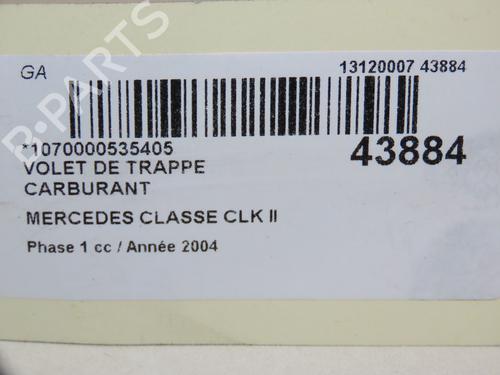 GA
13120007 43884
*1070000535405
43884
VOLET DE TRAPPE
CARBURANT
MERCEDES CLASSE CLK II
Phase 1 cc / Année 2004
B-PARTS